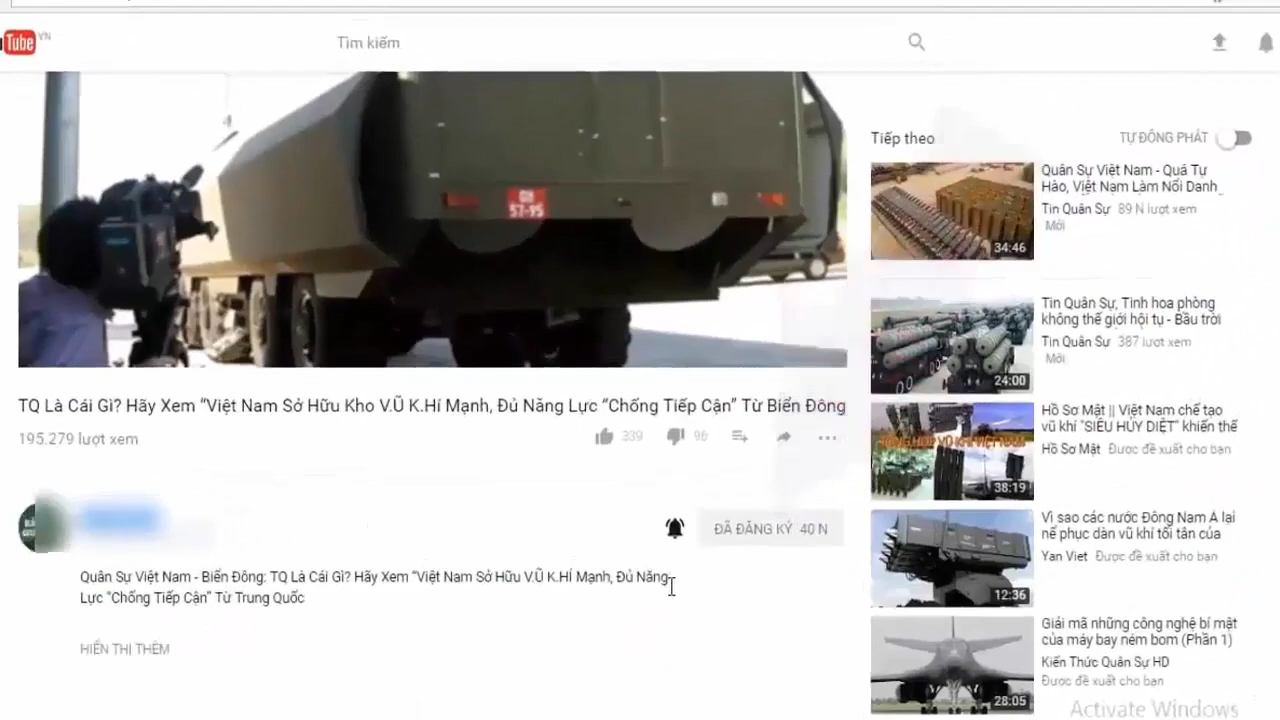 Tube VN
Tìm kiếm
57-95
TQ Là Cái Gì? Hãy Xem “Việt Nam Sở Hữu Kho V.Ũ K.Hí Mạnh, Đủ Năng Lực “Chống Tiếp Cận” Từ Biển Đông
195.279 lượt xem
339
96
ĐÃ ĐĂNG KÝ 40 N
Quân Sự Việt Nam - Biển Đông: TQ Là Cái Gì? Hãy Xem “Việt Nam Sở Hữu V.Ũ K.HÍ Mạnh, Đủ Năng
Lực “Chống Tiếp Cận” Từ Trung Quốc
HIỂN THỊ THÊM
Tiếp theo
TỰ ĐỘNG PHÁT
Quân Sự Việt Nam - Quá Tự
Hào, Việt Nam Làm Nổi Danh
Tin Quân Sự 89 N lượt xem
Mới
34:46
Tin Quân Sự, Tinh hoa phòng
không thế giới hội tụ - Bầu trời
Tin Quân Sự 387 lượt xem
Mới
24:00
Hồ Sơ Mật || Việt Nam chế tạo
vũ khí "SIÊU HỦY DIỆT" khiến thế
Hồ Sơ Mật Được đề xuất cho bạn
38:19
Vì sao các nước Đông Nam Á lại
nể phục dàn vũ khí tối tân của
Yan Viet Được đề xuất cho bạn
12:36
Giải mã những công nghệ bí mật
của máy bay ném bom (Phần 1)
Kiến Thức Quân Sự HD
Được đề xuất cho bạn
28:05
Activate Windows